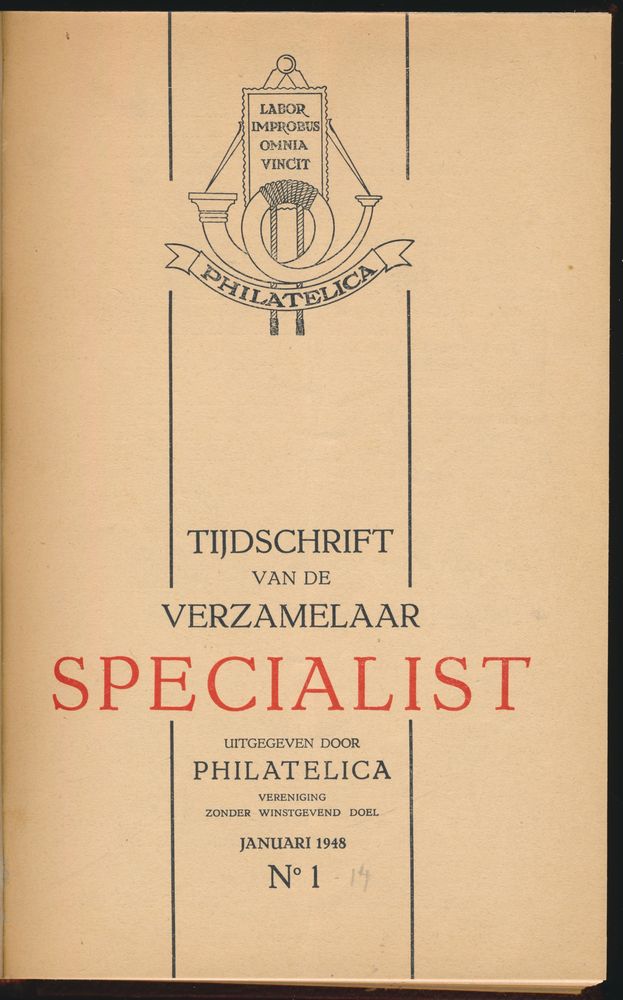 LABOR
IMPROBUS
OMNIA
VINCIT
PHILATELICA
TIJDSCHRIFT
VAN DE
VERZAMELAAR
SPECIALIST
UITGEGEVEN DOOR
PHILATELICA
VERENIGING
ZONDER WINSTGEVEND DOEL
JANUARI 1948
Nº 1 - 14